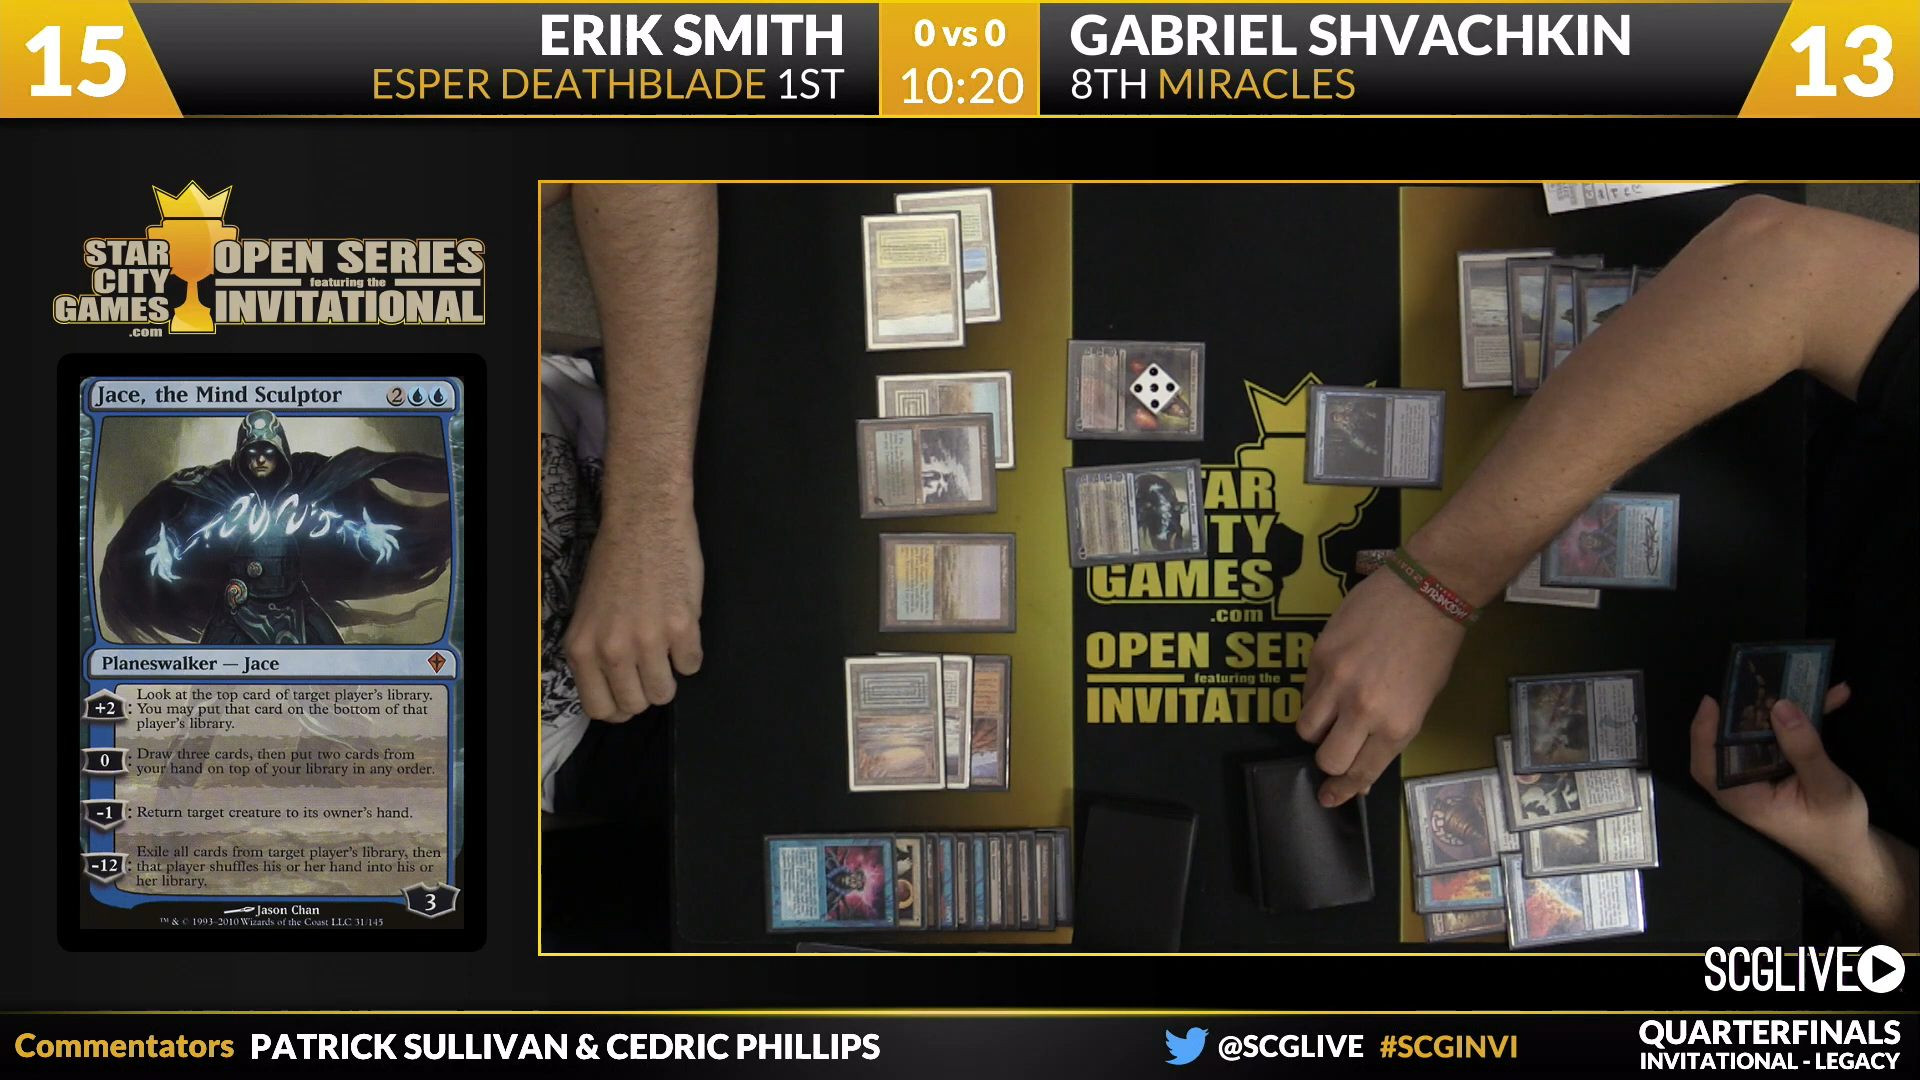 15
ERIK SMITH
ESPER DEATHBLADE 1ST
0 vs 0
10:20
GABRIEL SHVACHKIN
8TH MIRACLES
13
STAR
CITY
GAMES
.com
OPEN SERIES
featuring the
INVITATIONAL
Jace, the Mind Sculptor 2
Planeswalker — Jace
+2: Look at the top card of target player's library.
You may put that card on the bottom of that
player's library.
0: Draw three cards, then put two cards from
your hand on top of your library in any order.
-1: Return target creature to its owner's hand.
-12: Exile all cards from target player's library, then
that player shuffles his or her hand into his or
her library.
3
Jason Chan
™ & © 1993–2010 Wizards of the Coast LLC 31/145
TAR
ITY
GAMES
.com
OPEN SER
featuring the
INVITATIO
SCGLIVE
Commentators PATRICK SULLIVAN & CEDRIC PHILLIPS
@SCGLIVE #SCGINVI
QUARTERFINALS
INVITATIONAL - LEGACY